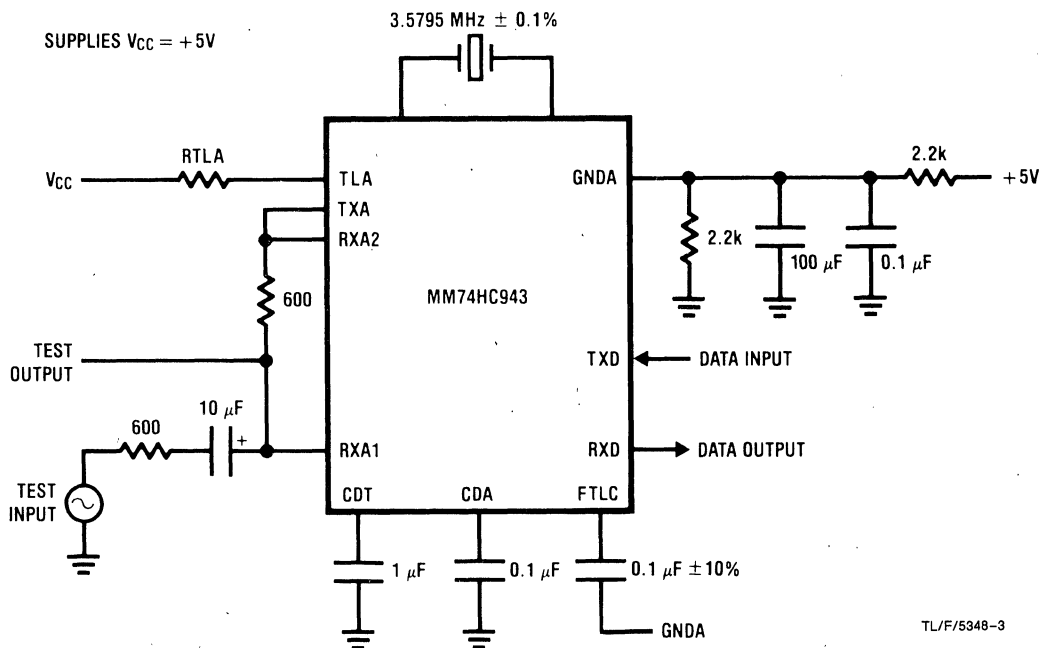 3.5795 MHz ± 0.1%
SUPPLIES VCC = +5V
RTLA
VCC
TLA
GNDA
2.2k
+5V
TXA
RXA2
2.2k
100 μF
0.1 μF
600
MM74HC943
TEST
OUTPUT
TXD
DATA INPUT
10 μF
600
+
RXA1
RXD
DATA OUTPUT
TEST
INPUT
CDT
CDA
FTLC
1 μF
0.1 μF
0.1 μF ±10%
GNDA
TL/F/5348-3